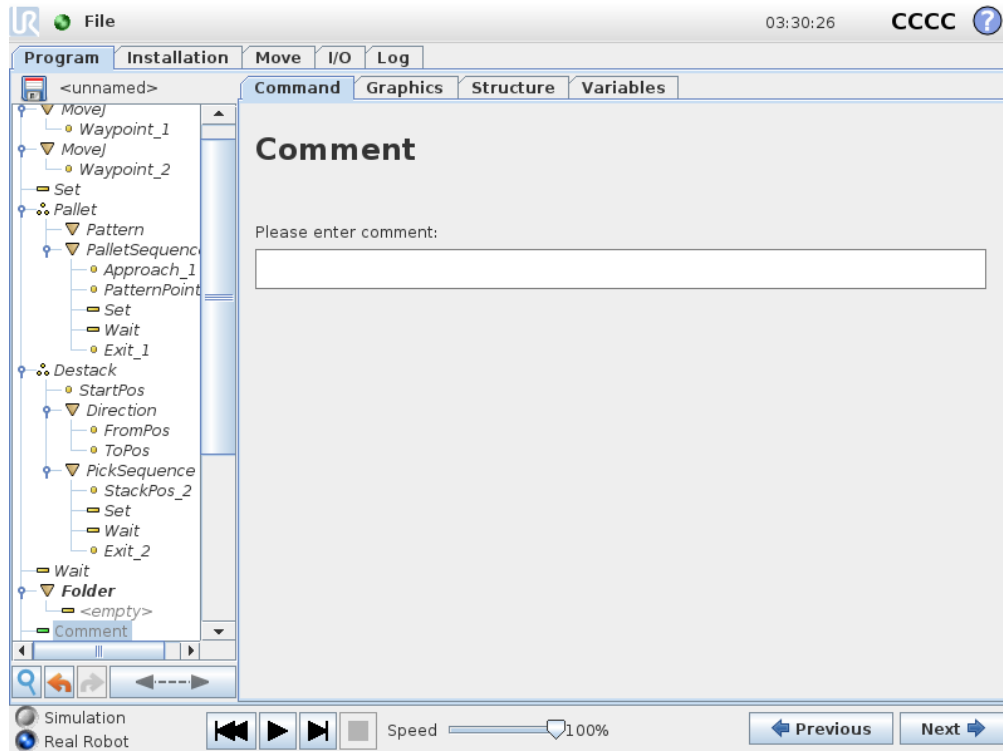 UR File 03:30:26 CCCC ?
Program Installation Move I/O Log
<unnamed> Command Graphics Structure Variables
MoveJ
Waypoint_1
MoveJ
Waypoint_2
Set
Pallet
Pattern
PalletSequenc
Approach_1
PatternPoint
Set
Wait
Exit_1
Destack
StartPos
Direction
FromPos
ToPos
PickSequence
StackPos_2
Set
Wait
Exit_2
Wait
Folder
<empty>
Comment
Comment
Please enter comment:
Simulation
Real Robot
Speed 100%
Previous Next